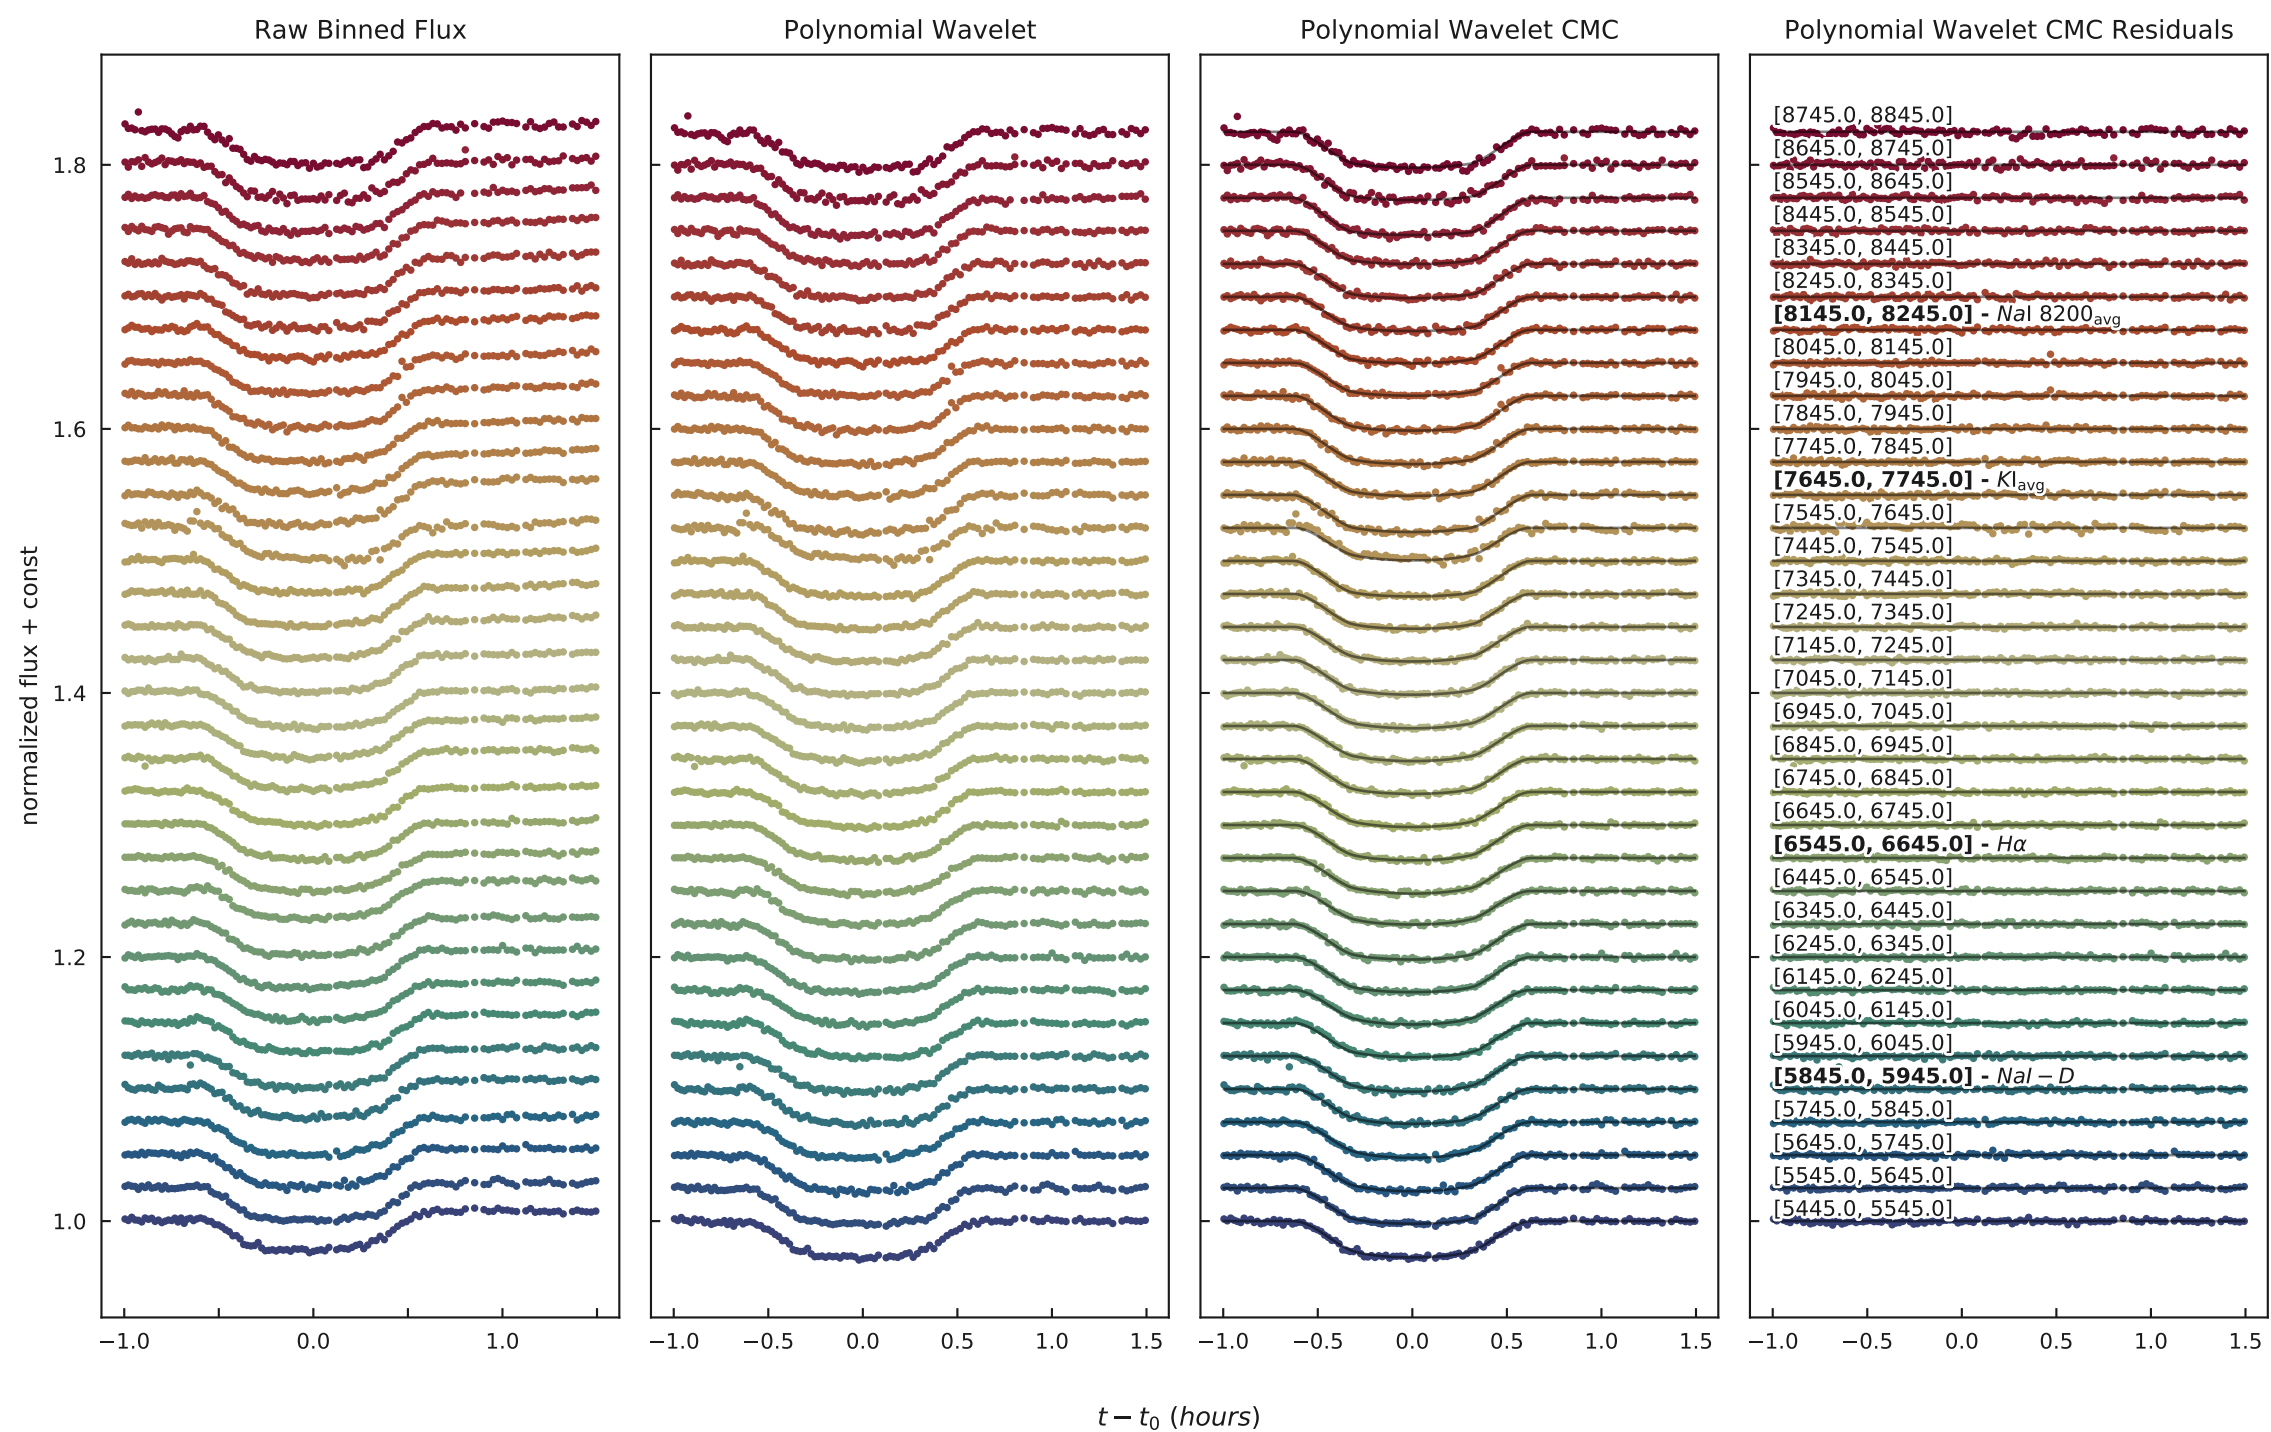 Raw Binned Flux
Polynomial Wavelet
Polynomial Wavelet CMC
Polynomial Wavelet CMC Residuals
normalized flux + const
1.8
1.6
1.4
1.2
1.0
[8745.0, 8845.0]
[8645.0, 8745.0]
[8545.0, 8645.0]
[8445.0, 8545.0]
[8345.0, 8445.0]
[8245.0, 8345.0]
[8145.0, 8245.0] - NaI 8200avg
[8045.0, 8145.0]
[7945.0, 8045.0]
[7845.0, 7945.0]
[7745.0, 7845.0]
[7645.0, 7745.0] - KIavg
[7545.0, 7645.0]
[7445.0, 7545.0]
[7345.0, 7445.0]
[7245.0, 7345.0]
[7145.0, 7245.0]
[7045.0, 7145.0]
[6945.0, 7045.0]
[6845.0, 6945.0]
[6745.0, 6845.0]
[6645.0, 6745.0]
[6545.0, 6645.0] - Hα
[6445.0, 6545.0]
[6345.0, 6445.0]
[6245.0, 6345.0]
[6145.0, 6245.0]
[6045.0, 6145.0]
[5945.0, 6045.0]
[5845.0, 5945.0] - NaI − D
[5745.0, 5845.0]
[5645.0, 5745.0]
[5545.0, 5645.0]
[5445.0, 5545.0]
−1.0 0.0 1.0
−1.0 −0.5 0.0 0.5 1.0 1.5
−1.0 −0.5 0.0 0.5 1.0 1.5
−1.0 −0.5 0.0 0.5 1.0 1.5
t − t0 (hours)